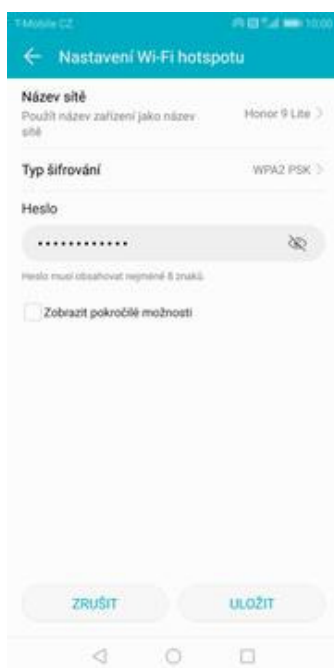 T-Mobile CZ 10:00
Nastavení Wi-Fi hotspotu
Název sítě
Použít název zařízení jako název
sítě
Honor 9 Lite
Typ šifrování
WPA2 PSK
Heslo
••••••••••••
Heslo musí obsahovat nejméně 8 znaků.
Zobrazit pokročilé možnosti
ZRUŠIT
ULOŽIT